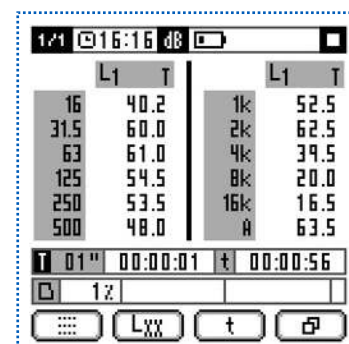 1/1 16:16 dB
L1 T L1 T
16 40.2 1k 52.5
31.5 60.0 2k 62.5
63 61.0 4k 39.5
125 54.5 8k 20.0
250 53.5 16k 16.5
500 48.0 A 63.5
T 01" 00:00:01 t 00:00:56
1%
Lxx t